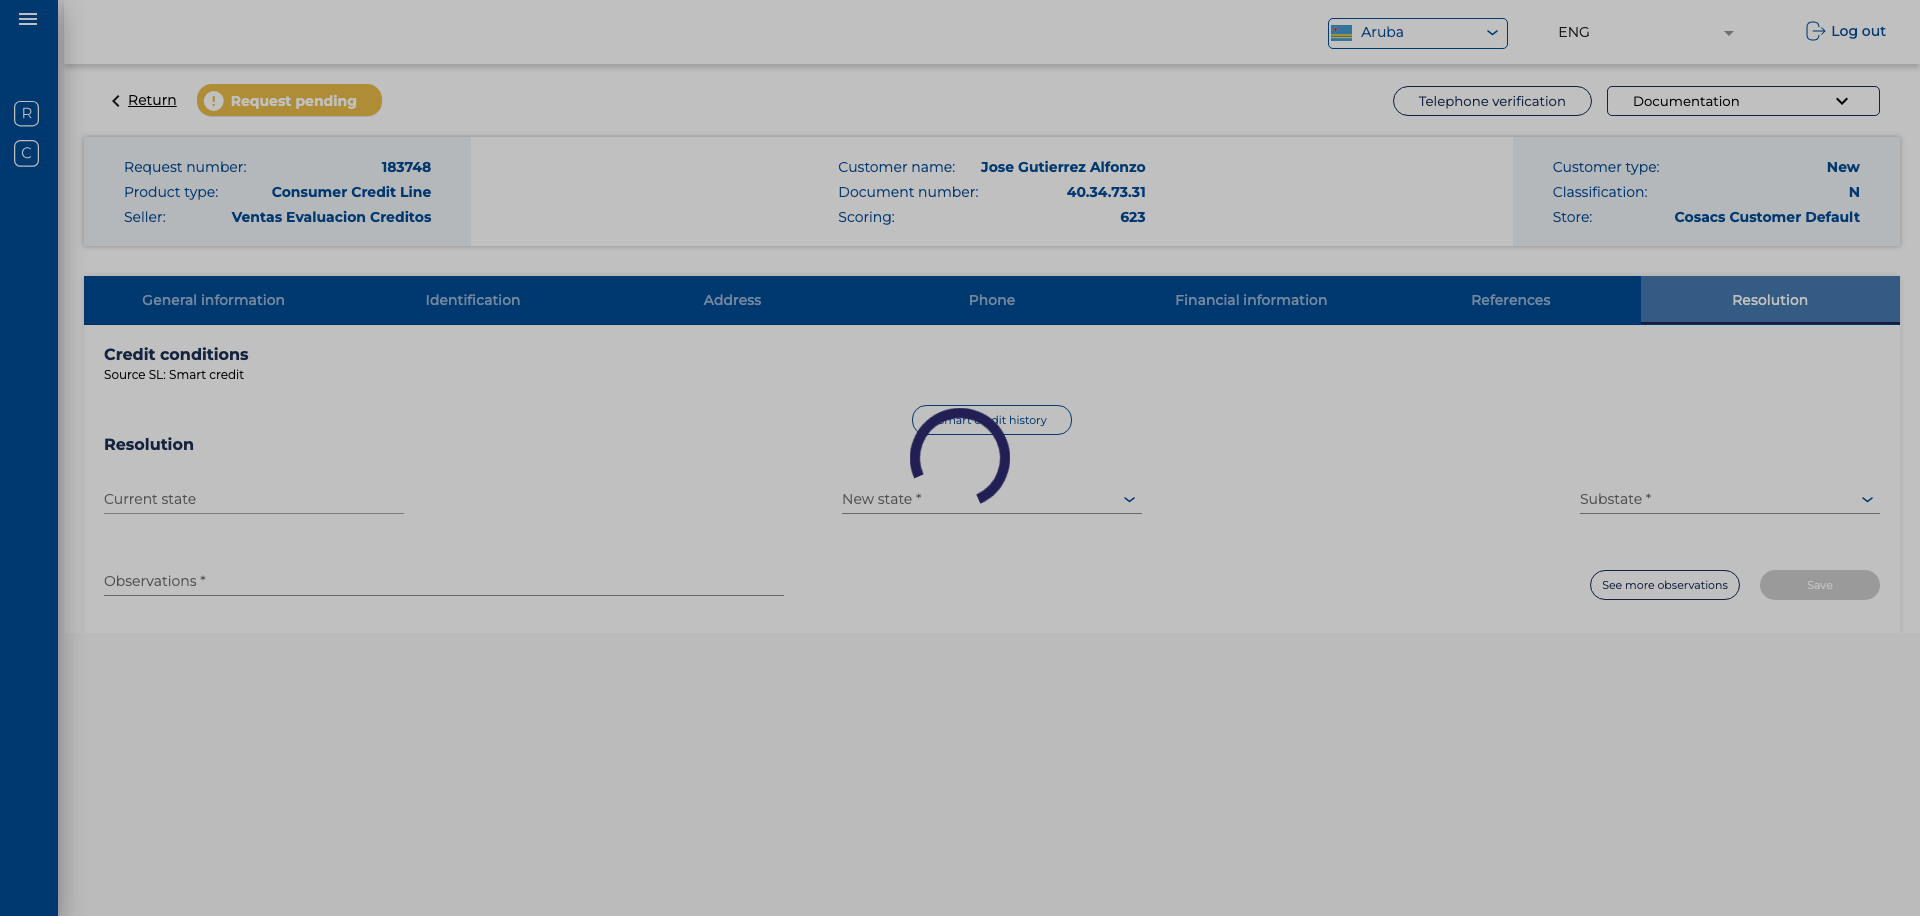 Aruba
ENG
Log out
R
C
Return
Request pending
Telephone verification
Documentation
Request number: 183748
Product type: Consumer Credit Line
Seller: Ventas Evaluacion Creditos
Customer name: Jose Gutierrez Alfonzo
Document number: 40.34.73.31
Scoring: 623
Customer type: New
Classification: N
Store: Cosacs Customer Default
General information
Identification
Address
Phone
Financial information
References
Resolution
Credit conditions
Source SL: Smart credit
Smart credit history
Resolution
Current state
New state *
Substate *
Observations *
See more observations
Save